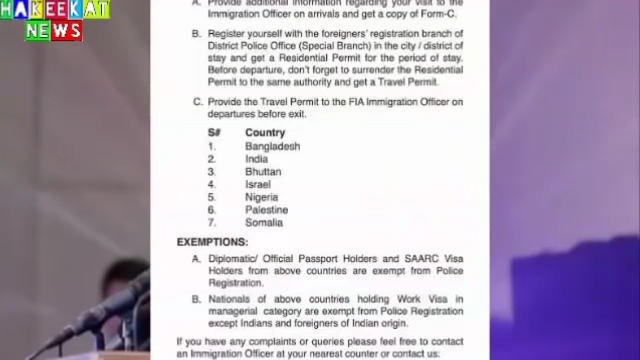 HAKEEKAT
NEWS
A. Provide additional information regarding your visit to the
Immigration Officer on arrivals and get a copy of Form-C.
B. Register yourself with the foreigners' registration branch of
District Police Office (Special Branch) in the city / district of
stay and get a Residential Permit for the period of stay.
Before departure, don't forget to surrender the Residential
Permit to the same authority and get a Travel Permit.
C. Provide the Travel Permit to the FIA Immigration Officer on
departures before exit.
S# Country
1. Bangladesh
2. India
3. Bhuttan
4. Israel
5. Nigeria
6. Palestine
7. Somalia
EXEMPTIONS:
A. Diplomatic/ Official Passport Holders and SAARC Visa
Holders from above countries are exempt from Police
Registration.
B. Nationals of above countries holding Work Visa in
managerial category are exempt from Police Registration
except Indians and foreigners of Indian origin.
If you have any complaints or queries please feel free to contact
an Immigration Officer at your nearest counter or contact us: